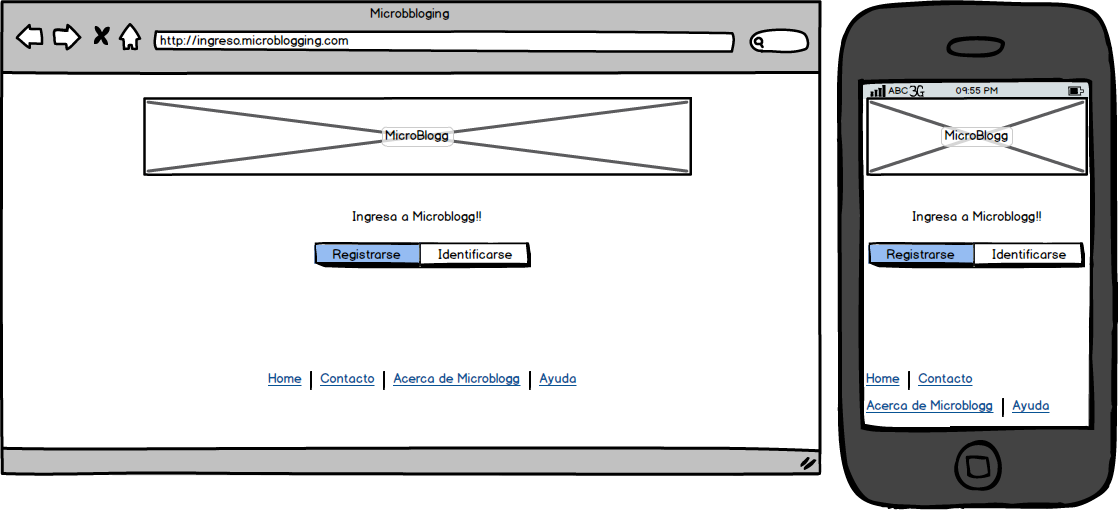 Microbbloging
http://ingreso.microblogging.com
MicroBlogg
Ingresa a Microblogg!!
Registrarse Identificarse
Home Contacto Acerca de Microblogg Ayuda
ABC 3G 09:55 PM
MicroBlogg
Ingresa a Microblogg!!
Registrarse Identificarse
Home Contacto
Acerca de Microblogg Ayuda